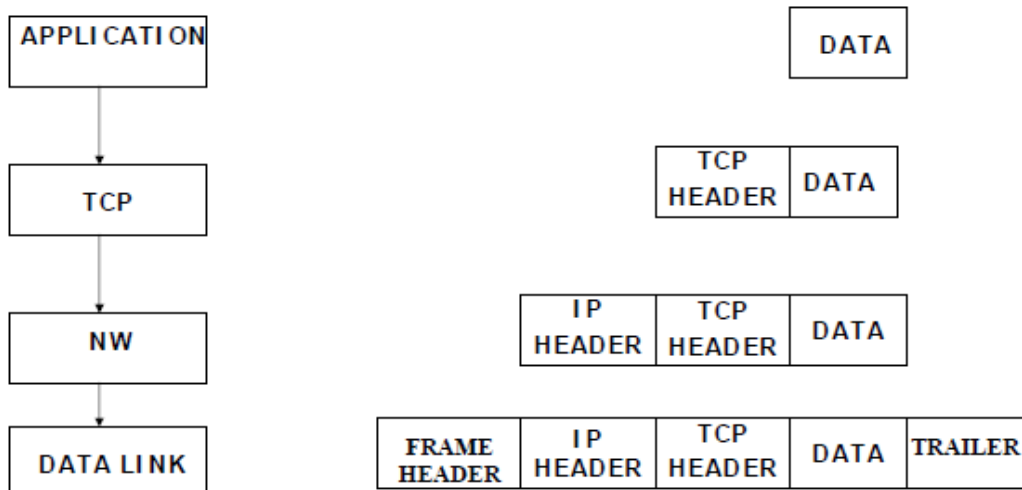 APPLICATION
DATA
TCP
TCP
HEADER
DATA
NW
IP
HEADER
TCP
HEADER
DATA
DATA LINK
FRAME
HEADER
IP
HEADER
TCP
HEADER
DATA
TRAILER